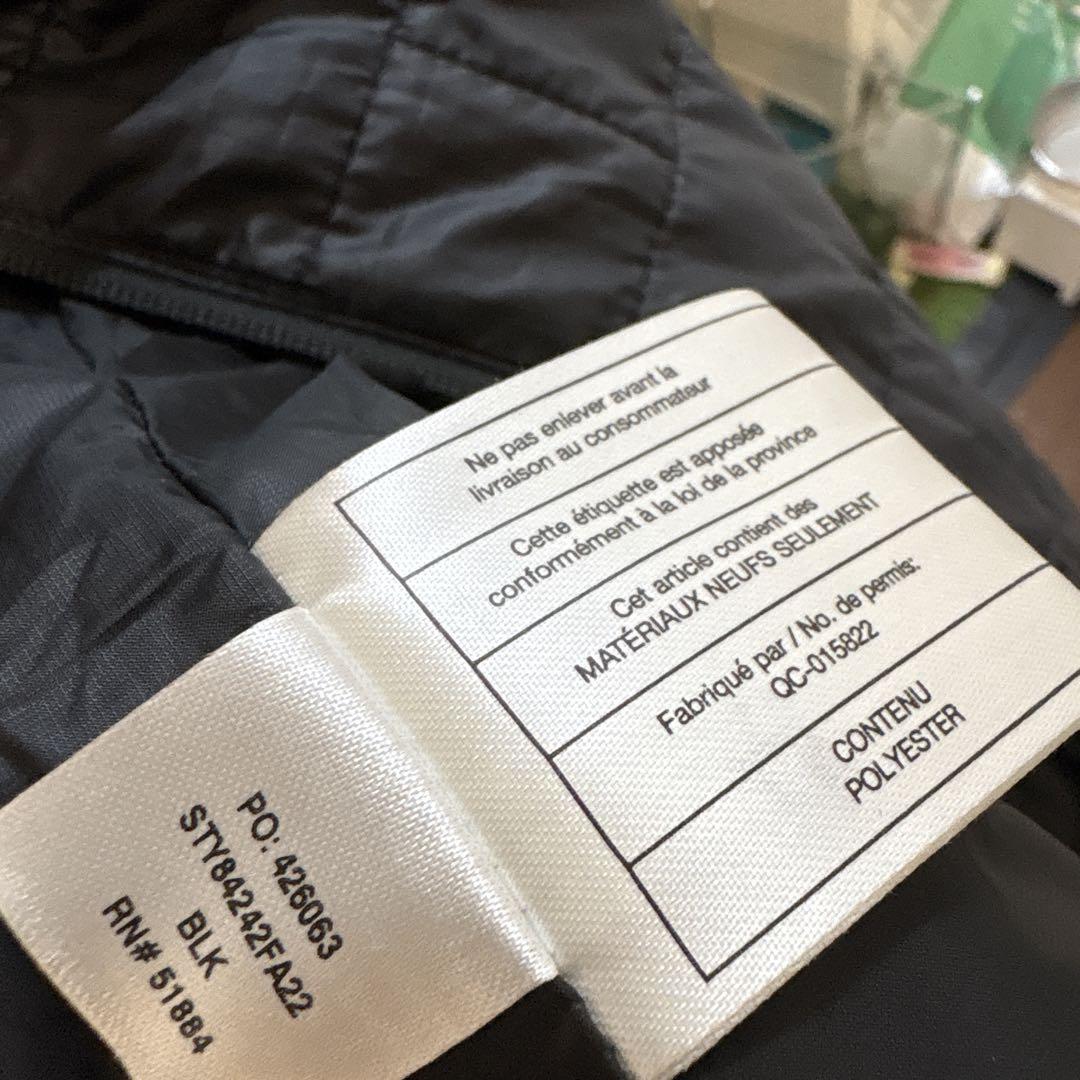 Ne pas enlever avant la
livraison au consommateur
Cette étiquette est apposée
conformément à la loi de la province
Cet article contient des
MATÉRIAUX NEUFS SEULEMENT
Fabriqué par / No. de permis:
QC-015822
CONTENU
POLYESTER
PO: 426063
STY84242FA22
BLK
RN# 51884